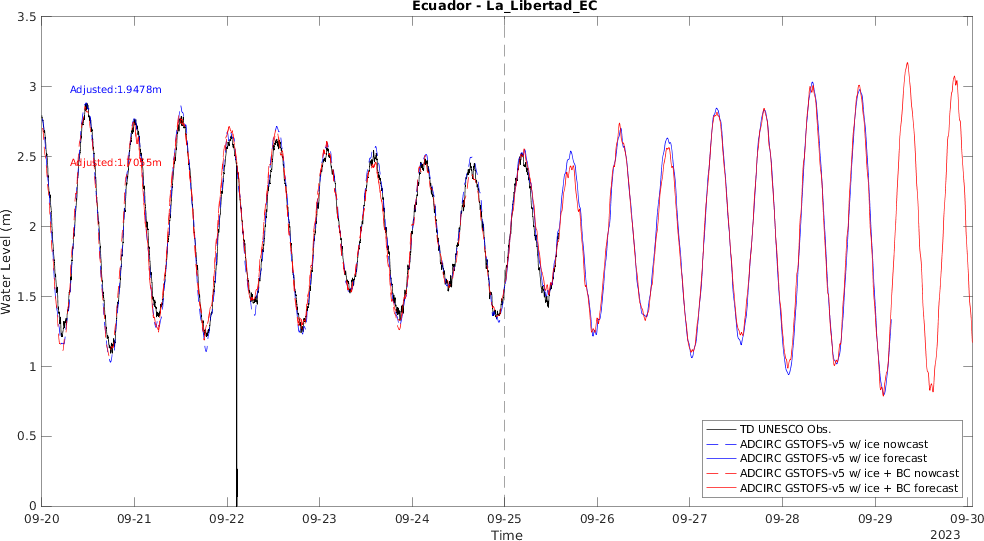 Ecuador - La_Libertad_EC
3.5
3
2.5
2
1.5
1
0.5
0
Water Level (m)
Adjusted:1.9478m
TD UNESCO Obs.
ADCIRC GSTOFS-v5 w/ ice nowcast
ADCIRC GSTOFS-v5 w/ ice forecast
ADCIRC GSTOFS-v5 w/ ice + BC nowcast
ADCIRC GSTOFS-v5 w/ ice + BC forecast
09-20 09-21 09-22 09-23 09-24 09-25 09-26 09-27 09-28 09-29 09-30
Time
2023